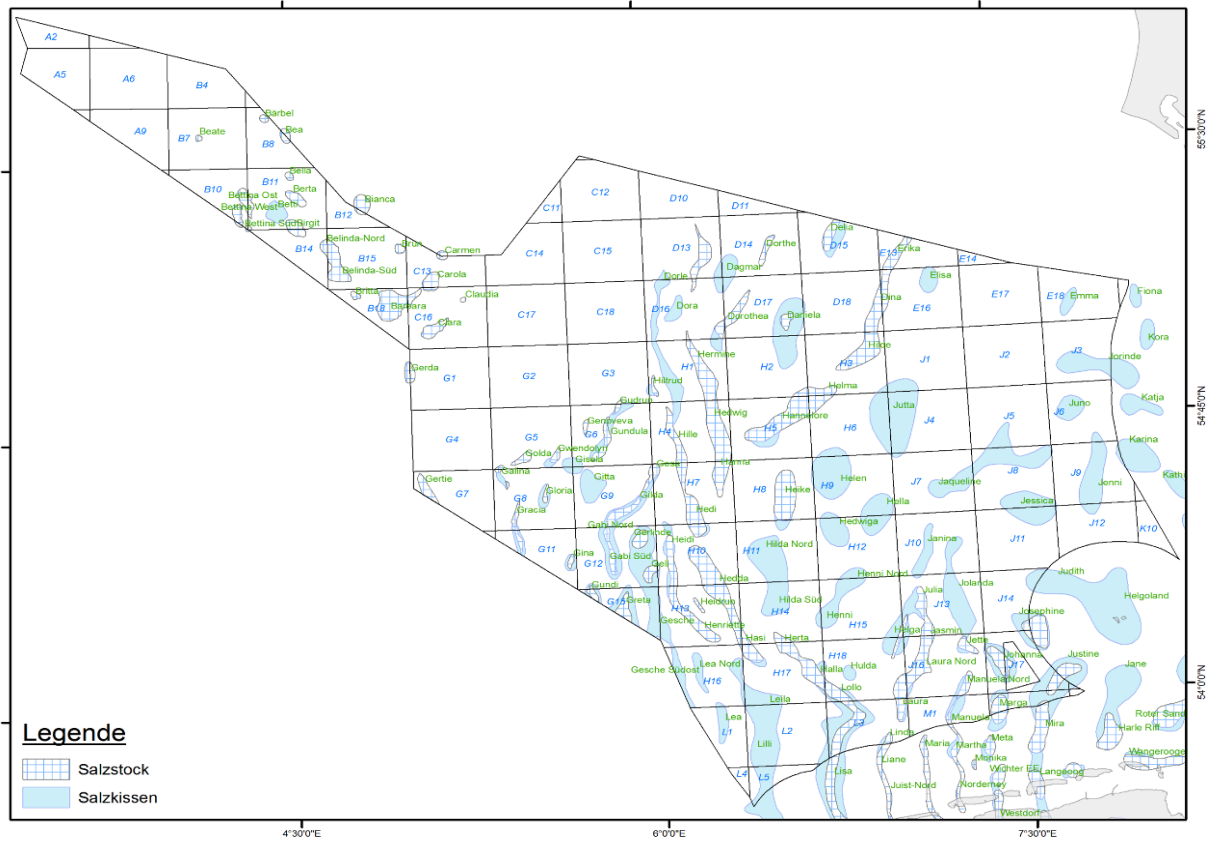 A2
A5
A6
B4
A9
B7
Beate
Bärbel
Bea
B8
Bella
B11
B10
Berta
Bettina Ost
Bettina West
Betti
Bettina Süd
Birgit
B12
Bianca
Belinda-Nord
B14
B15
Brun
Carmen
Belinda-Süd
C13
Carola
Britta
B18
Barbara
C16
Claudia
Clara
C11
C12
C14
C15
C17
C18
D10
D11
D13
D14
Dorthe
Delia
D15
E13
Erika
E14
Dorle
Dagmar
D16
Dora
D17
Dorothea
Daniela
D18
Dina
Elisa
E16
E17
E18
Emma
Fiona
Kora
Gerda
G1
G2
G3
H1
Hermine
H2
H3
Hilke
J1
J2
J3
Jorinde
Hiltrud
Gudrun
Helma
Hannelore
Jutta
J4
J5
J6
Juno
Katja
Karina
G4
G5
Genoveva
G6
Gundula
H4
Hille
Hedwig
H5
H6
Golda
Gwendolyn
Gisela
Gesa
Hanna
Galina
Gitta
Gertie
G7
G8
Gloria
G9
Gilda
H7
H8
Heike
H9
Helen
J7
Jaqueline
J8
J9
Jenni
Gracia
Hedi
Hella
Jessica
Gabi Nord
Gerlinde
Heidi
Hedwiga
J12
K10
G11
Gina
G12
Gabi Süd
Geli
H10
H11
Hilda Nord
H12
J10
Janina
J11
Gundi
G15
Greta
Hedda
Henni Nord
Jolanda
Judith
Helgoland
H13
Heidrun
Hilda Süd
H14
Henni
H15
Julia
J13
J14
Josephine
Gesche
Henriette
Helga
Jasmin
Hasi
Herta
H18
Jette
Johanna
Justine
Gesche Südost
Lea Nord
H16
H17
Halla
Hulda
J16
Laura Nord
J17
Jane
Manuela Nord
Leila
Lollo
Laura
Marga
Lea
L1
L2
L3
M1
Manuela
Mira
Roter Sand
Harle Riff
Lilli
Linda
Maria
Martha
Meta
Monika
Wangerooge
L4
L5
Lisa
Liane
Juist-Nord
Norderney
Wichter EE
Langeoog
Westdorf
Legende
Salzstock
Salzkissen
55°30'0"N
54°45'0"N
54°0'0"N
4°30'0"E
6°0'0"E
7°30'0"E